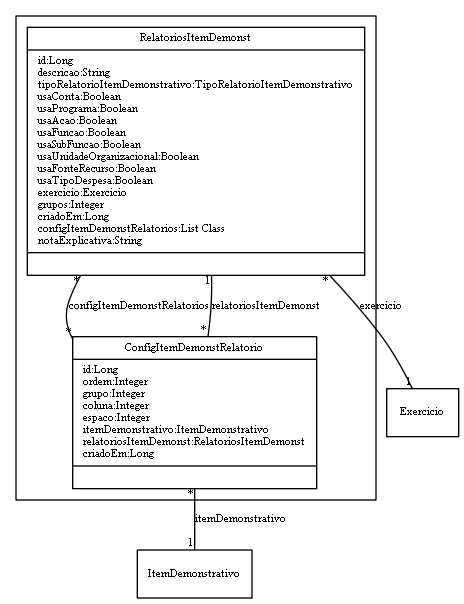 RelatoriosItemDemonst
id:Long
descricao:String
tipoRelatorioItemDemonstrativo:TipoRelatorioItemDemonstrativo
usaConta:Boolean
usaPrograma:Boolean
usaAcao:Boolean
usaFuncao:Boolean
usaSubFuncao:Boolean
usaUnidadeOrganizacional:Boolean
usaFonteRecurso:Boolean
usaTipoDespesa:Boolean
exercicio:Exercicio
grupos:Integer
criadoEm:Long
configItemDemonstRelatorios:List Class
notaExplicativa:String
* 1 *
configItemDemonstRelatorios relatoriosItemDemonst exercicio
* *
ConfigItemDemonstRelatorio
id:Long
ordem:Integer
grupo:Integer
coluna:Integer
espaco:Integer
itemDemonstrativo:ItemDemonstrativo
relatoriosItemDemonst:RelatoriosItemDemonst
criadoEm:Long
1
Exercicio
*
itemDemonstrativo
1
ItemDemonstrativo